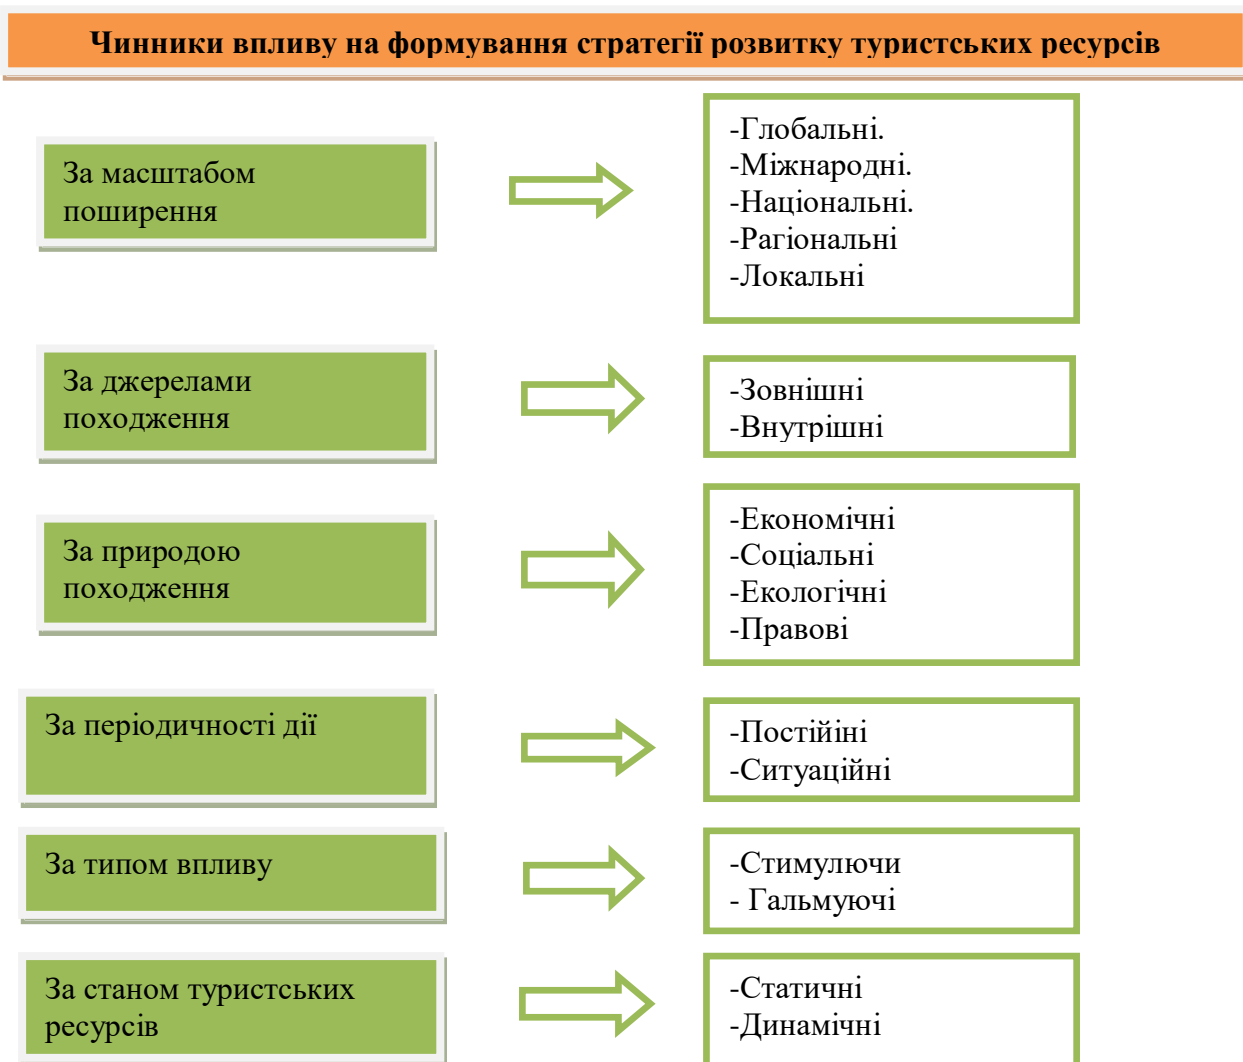 Чинники впливу на формування стратегії розвитку туристських ресурсів
За масштабом
поширення
-Глобальні.
-Міжнародні.
-Національні.
-Рагіональні
-Локальні
За джерелами
походження
-Зовнішні
-Внутрішні
За природою
походження
-Економічні
-Соціальні
-Екологічні
-Правові
За періодичності дії
-Постійіні
-Ситуаційні
За типом впливу
-Стимулючи
- Гальмуючі
За станом туристських
ресурсів
-Статичні
-Динамічні